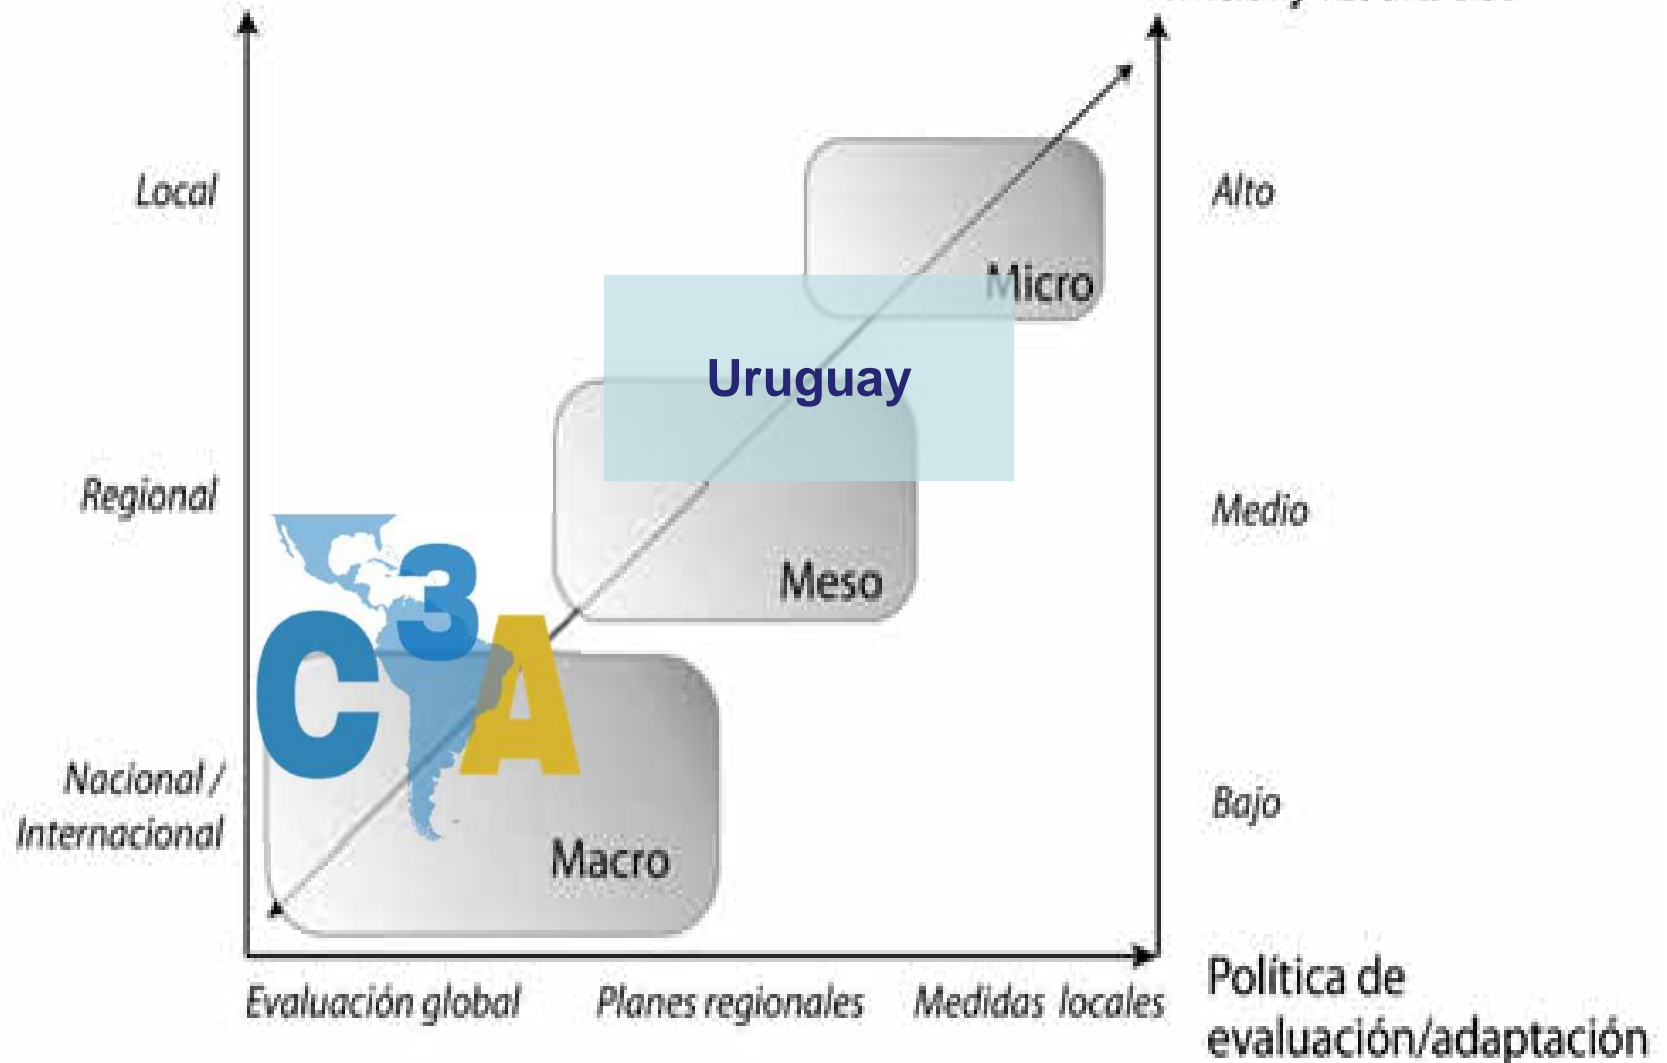 Local
Alto
Micro
Uruguay
Regional
Medio
Meso
C3A
Nacional /
Internacional
Bajo
Macro
Evaluación global
Planes regionales
Medidas locales
Política de
evaluación/adaptación